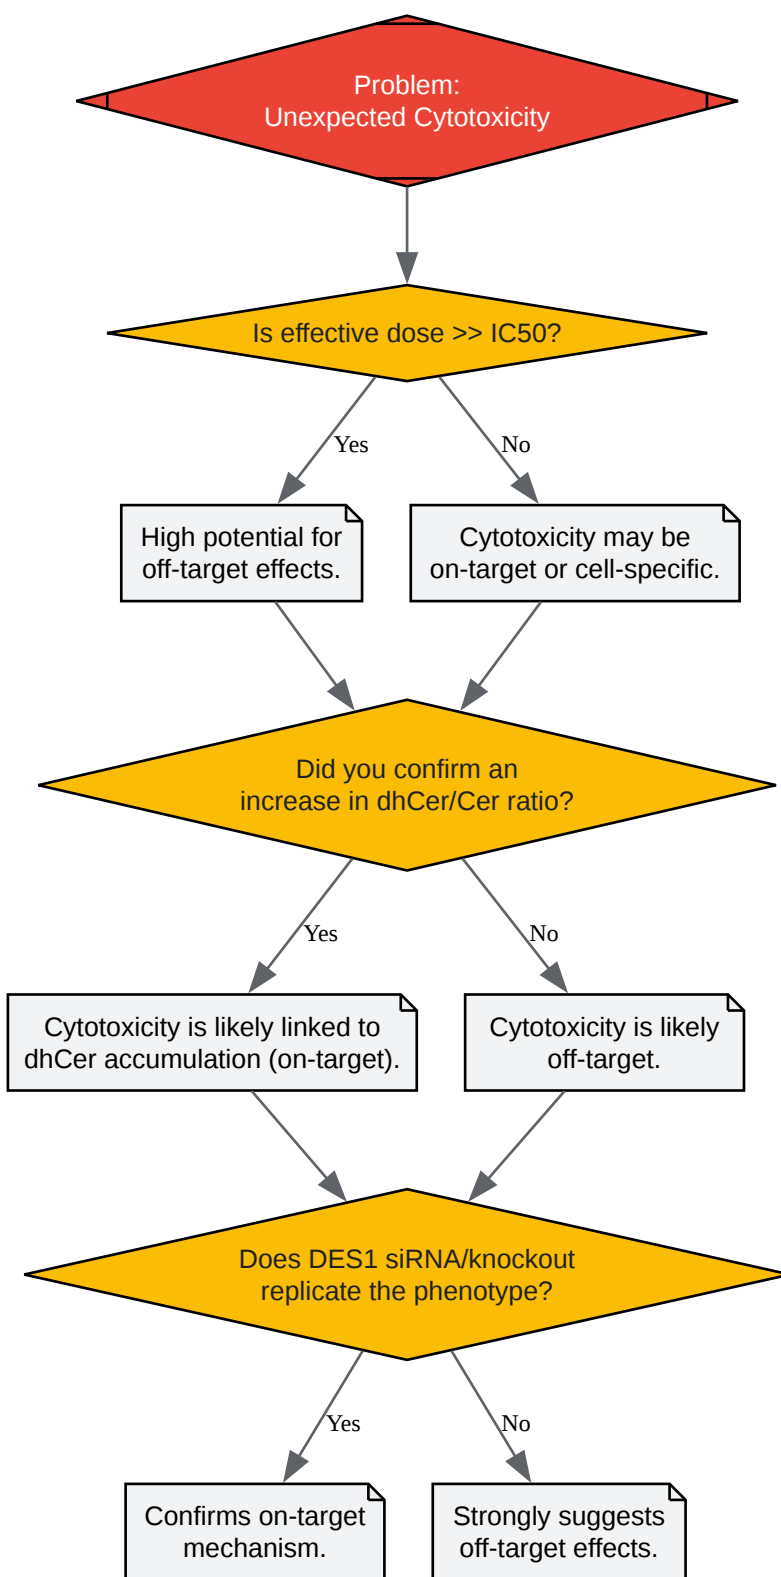 Problem:
Unexpected Cytotoxicity
Is effective dose >> IC50?
Yes
No
High potential for
off-target effects.
Cytotoxicity may be
on-target or cell-specific.
Did you confirm an
increase in dhCer/Cer ratio?
Yes
No
Cytotoxicity is likely linked to
dhCer accumulation (on-target).
Cytotoxicity is likely
off-target.
Does DES1 siRNA/knockout
replicate the phenotype?
Yes
No
Confirms on-target
mechanism.
Strongly suggests
off-target effects.